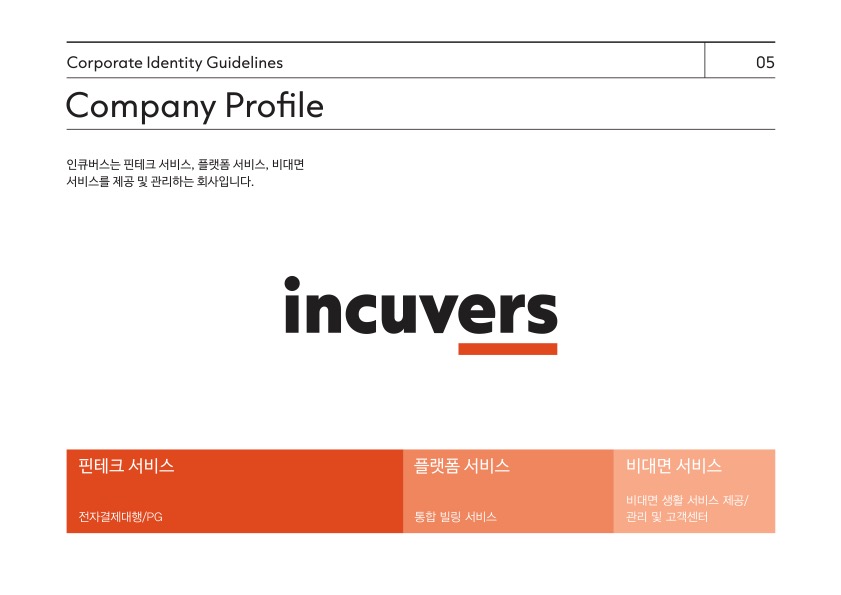 Corporate Identity Guidelines
05
Company Profile
인큐버스는 핀테크 서비스, 플랫폼 서비스, 비대면
서비스를 제공 및 관리하는 회사입니다.
incuvers
핀테크 서비스
전자결제대행/PG
플랫폼 서비스
통합 빌링 서비스
비대면 서비스
비대면 생활 서비스 제공/
관리 및 고객센터